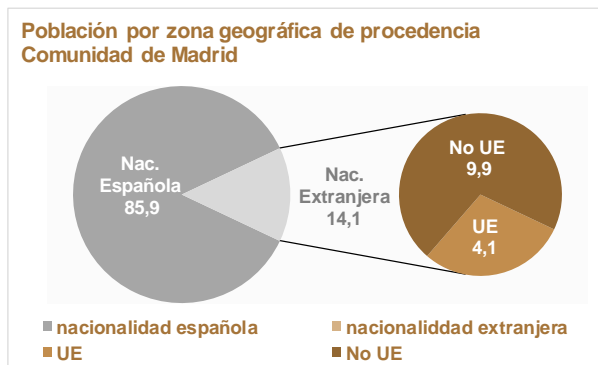 Población por zona geográfica de procedencia
Comunidad de Madrid
Nac.
Española
85,9
Nac.
Extranjera
14,1
No UE
9,9
UE
4,1
nacionalidad española
nacionaliddad extranjera
UE
No UE